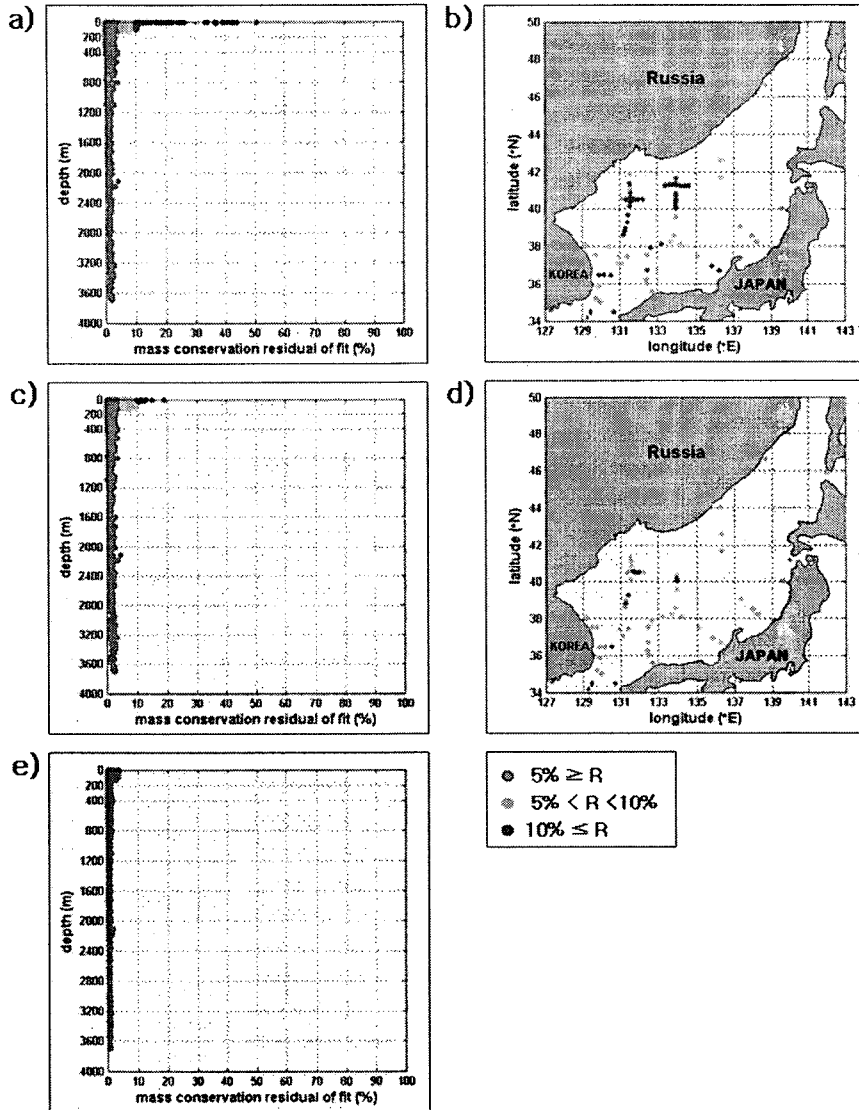 a)
0
200
400
800
1200
1600
2000
2400
2800
3200
3600
4000
depth (m)
0 10 20 30 40 50 60 70 80 90 100
mass conservation residual of fit (%)
b)
50
48
46
44
42
40
38
36
34
latitude (°N)
Russia
KOREA
JAPAN
127 129 131 133 135 137 139 141 143
longitude (°E)
c)
0
200
400
800
1200
1600
2000
2400
2800
3200
3600
4000
depth (m)
0 10 20 30 40 50 60 70 80 90 100
mass conservation residual of fit (%)
d)
50
48
46
44
42
40
38
36
34
latitude (°N)
Russia
KOREA
JAPAN
127 129 131 133 135 137 139 141 143
longitude (°E)
e)
0
200
400
800
1200
1600
2000
2400
2800
3200
3600
4000
depth (m)
0 10 20 30 40 50 60 70 80 90 100
mass conservation residual of fit (%)
5% ≥ R
5% < R <10%
10% ≤ R